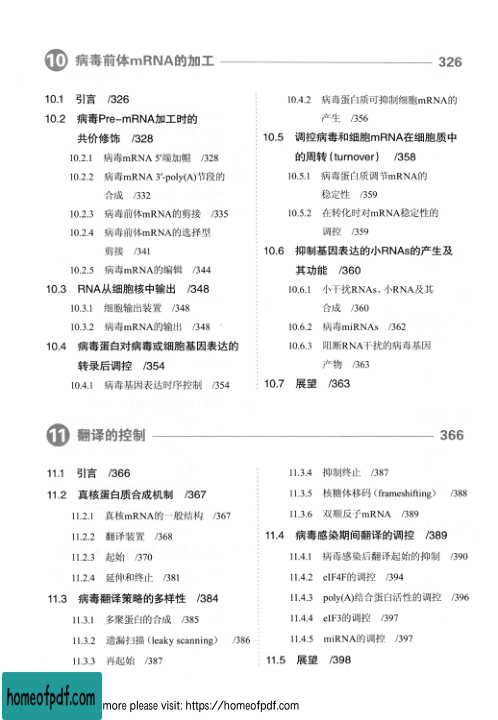 10 病毒前体mRNA的加工 326
10.1 引言 /326
10.2 病毒Pre-mRNA加工时的
共价修饰 /328
10.2.1 病毒mRNA 5′端加帽 /328
10.2.2 病毒mRNA 3′-poly(A)节段的
合成 /332
10.2.3 病毒前体mRNA的剪接 /335
10.2.4 病毒前体mRNA的选择型
剪接 /341
10.2.5 病毒mRNA的编辑 /344
10.3 RNA从细胞核中输出 /348
10.3.1 细胞输出装置 /348
10.3.2 病毒mRNA的输出 /348
10.4 病毒蛋白对病毒或细胞基因表达的
转录后调控 /354
10.4.1 病毒基因表达时序控制 /354
10.4.2 病毒蛋白质可抑制细胞mRNA的
产生 /356
10.5 调控病毒和细胞mRNA在细胞质中
的周转(turnover) /358
10.5.1 病毒蛋白质调节mRNA的
稳定性 /359
10.5.2 在转化时对mRNA稳定性的
调控 /359
10.6 抑制基因表达的小RNAs的产生及
其功能 /360
10.6.1 小干扰RNAs、小RNA及其
合成 /360
10.6.2 病毒miRNAs /362
10.6.3 阻断RNA干扰的病毒基因
产物 /363
10.7 展望 /363
11 翻译的控制 366
11.1 引言 /366
11.2 真核蛋白质合成机制 /367
11.2.1 真核mRNA的一般结构 /367
11.2.2 翻译装置 /368
11.2.3 起始 /370
11.2.4 延伸和终止 /381
11.3 病毒翻译策略的多样性 /384
11.3.1 多聚蛋白的合成 /385
11.3.2 遗漏扫描(leaky scanning) /386
11.3.3 再起始 /387
11.3.4 抑制终止 /387
11.3.5 核糖体移码(frameshifting) /388
11.3.6 双顺反子mRNA /389
11.4 病毒感染期间翻译的调控 /389
11.4.1 病毒感染后翻译起始的抑制 /390
11.4.2 eIF4F的调控 /394
11.4.3 poly(A)结合蛋白活性的调控 /396
11.4.4 eIF3的调控 /397
11.4.5 miRNA的调控 /397
11.5 展望 /398
homeofpdf.com
more please visit: https://homeofpdf.com